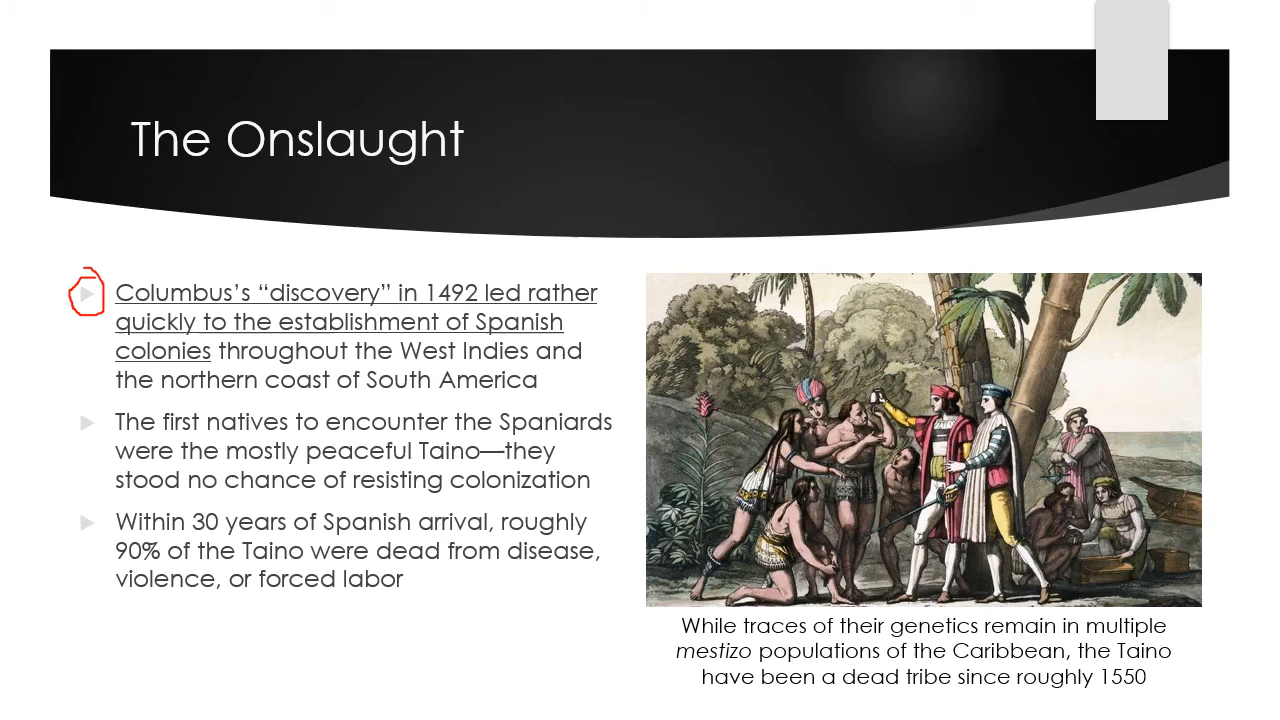 The Onslaught
Columbus’s “discovery” in 1492 led rather
quickly to the establishment of Spanish
colonies throughout the West Indies and
the northern coast of South America
The first natives to encounter the Spaniards
were the mostly peaceful Taino—they
stood no chance of resisting colonization
Within 30 years of Spanish arrival, roughly
90% of the Taino were dead from disease,
violence, or forced labor
While traces of their genetics remain in multiple
mestizo populations of the Caribbean, the Taino
have been a dead tribe since roughly 1550